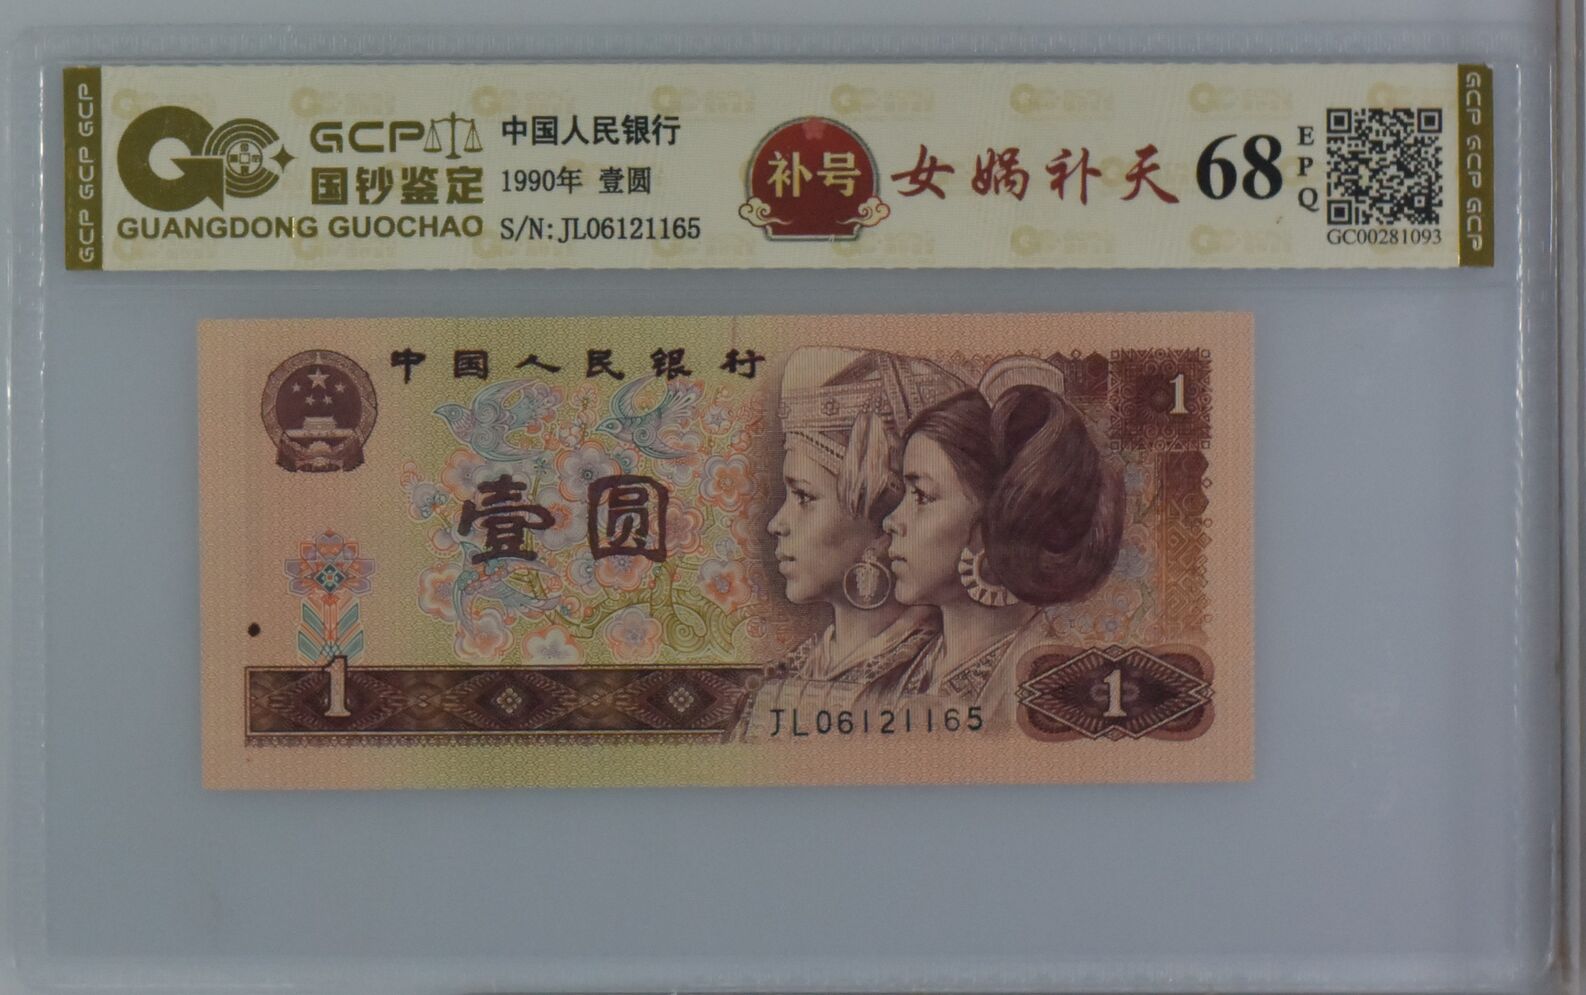 GCP GCP GCP
GCP
国钞鉴定
GUANGDONG GUOCHAO
中国人民银行
1990年 壹圆
S/N: JL06121165
补号
女娲补天
68
EPQ
GC00281093
GCP GCP GCP
中国人民银行
1
壹圆
1
JL06121165
1